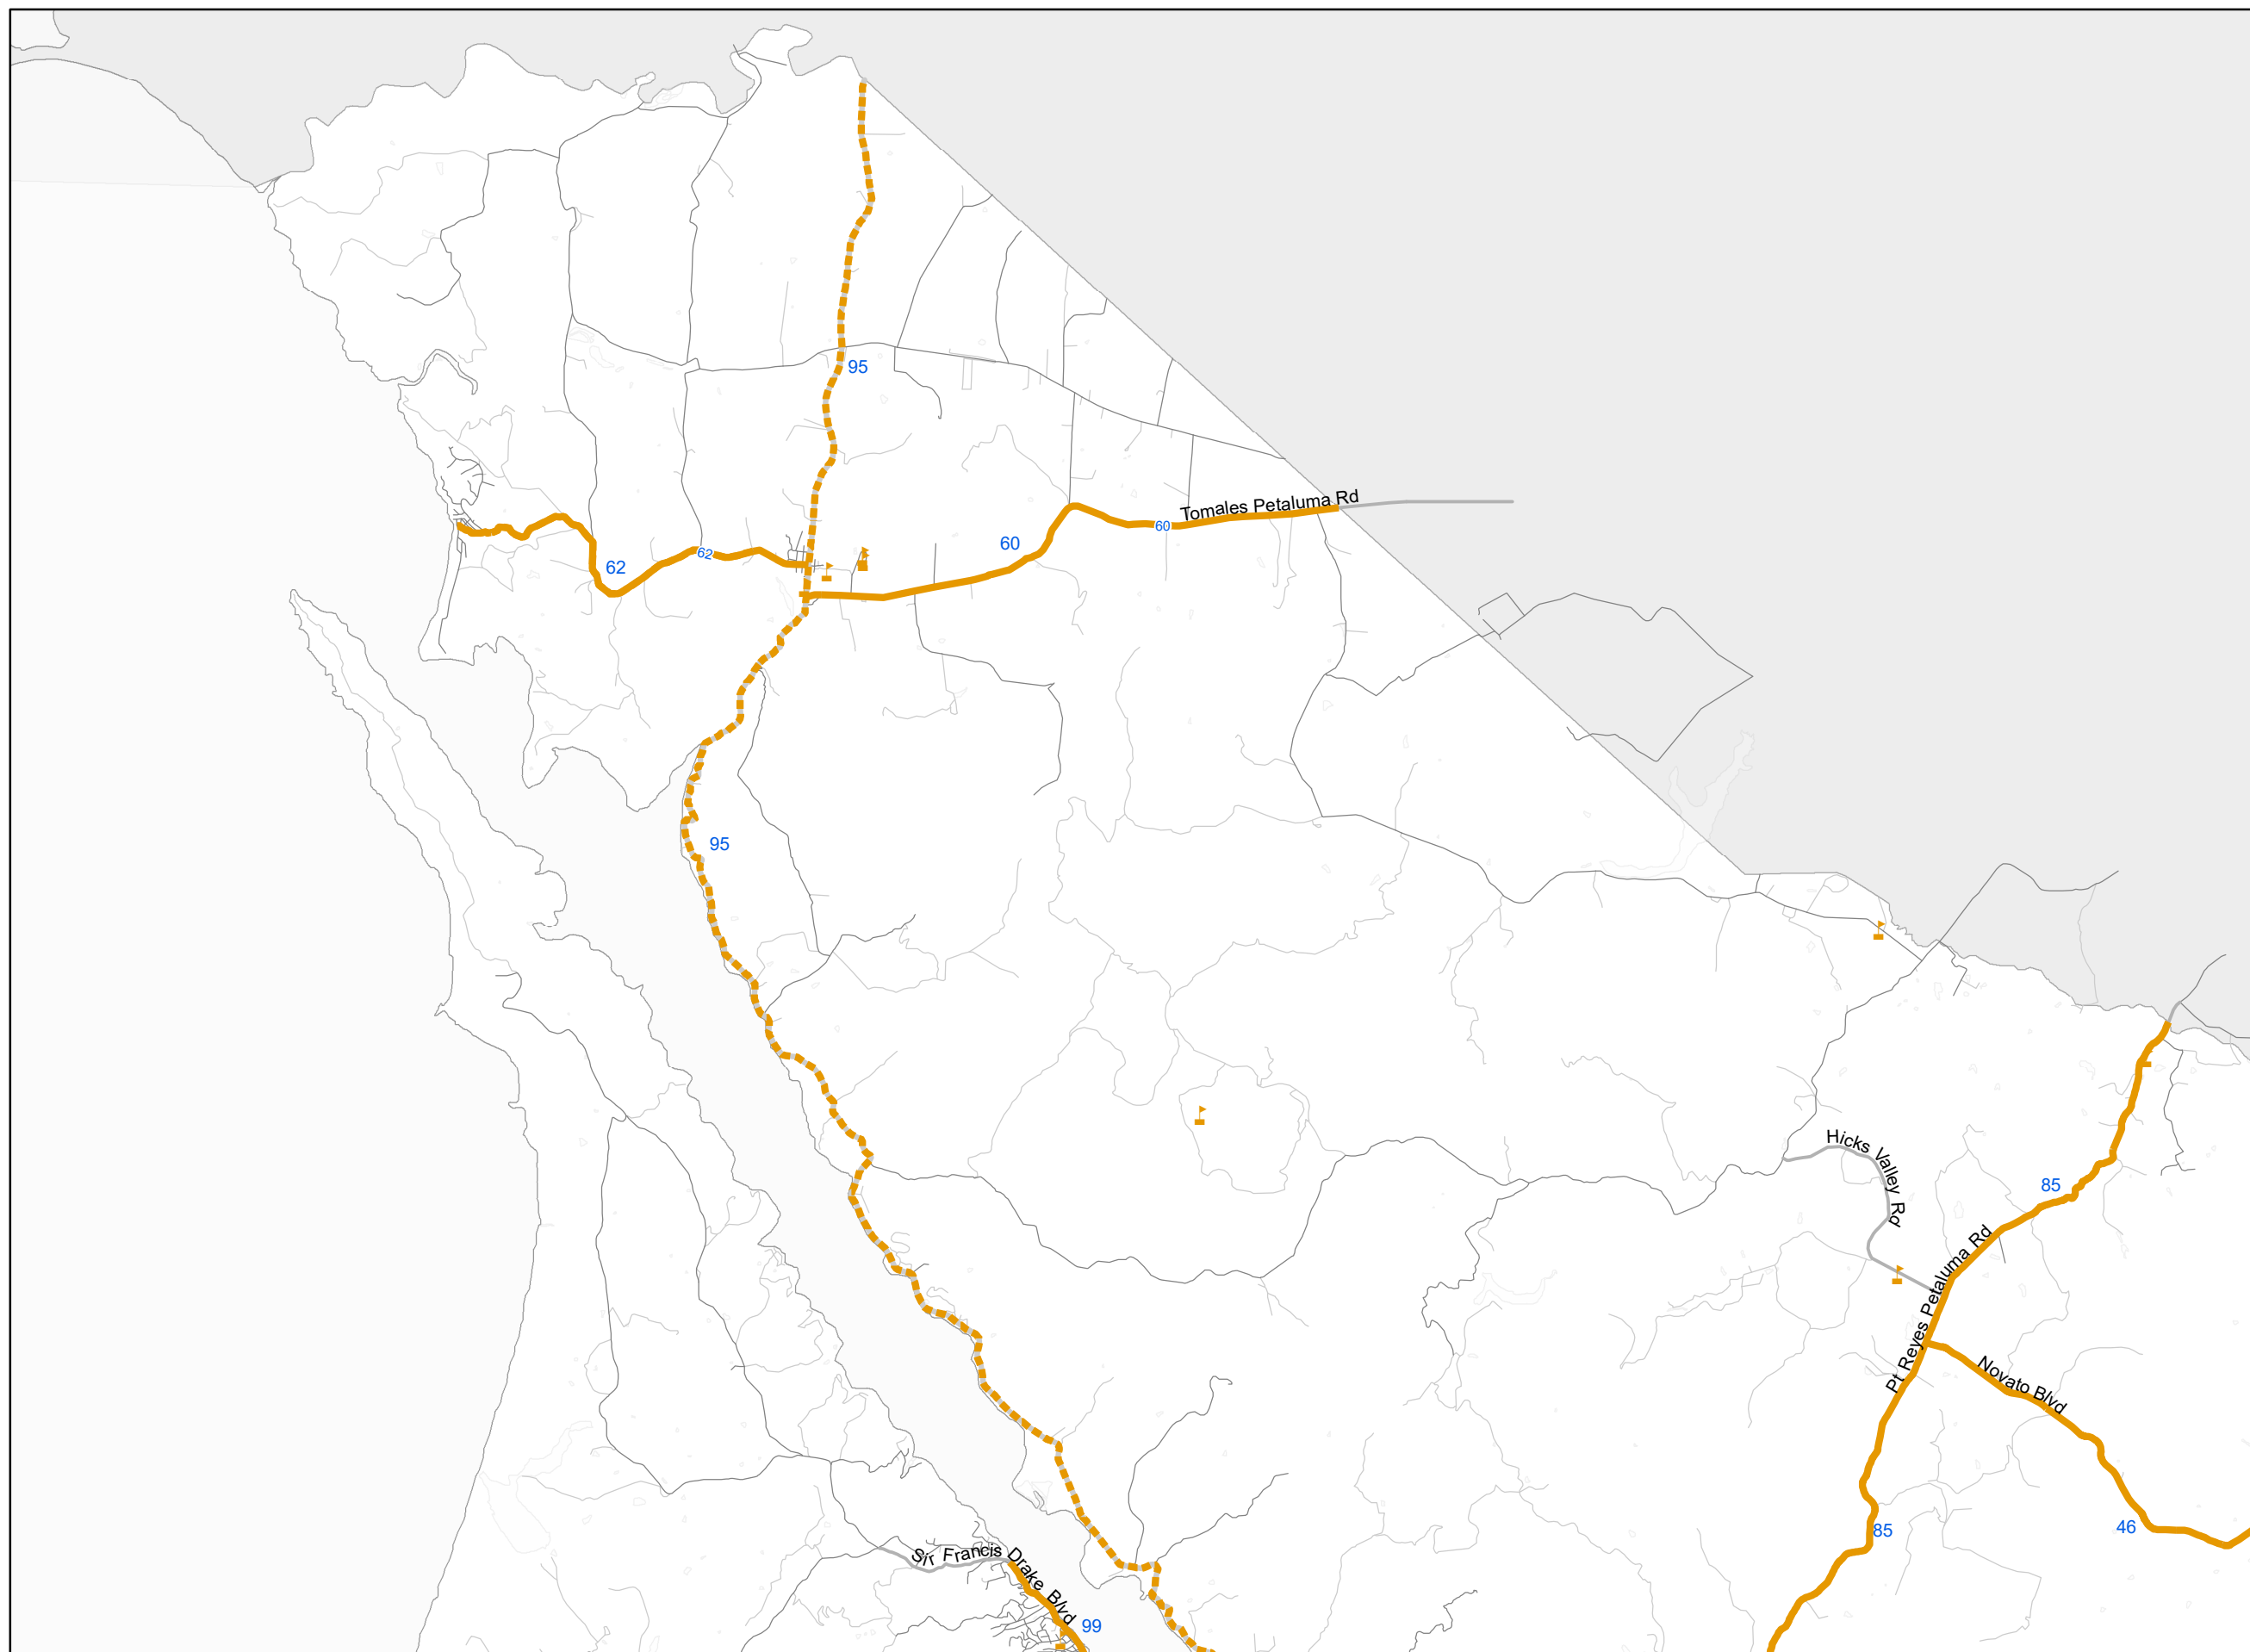 95
Tomales Petaluma Rd
60
60
62
62
95
Hicks Valley Rd
85
Pt Reyes Petaluma Rd
Novato Blvd
85
46
Sir Francis Drake Blvd
99